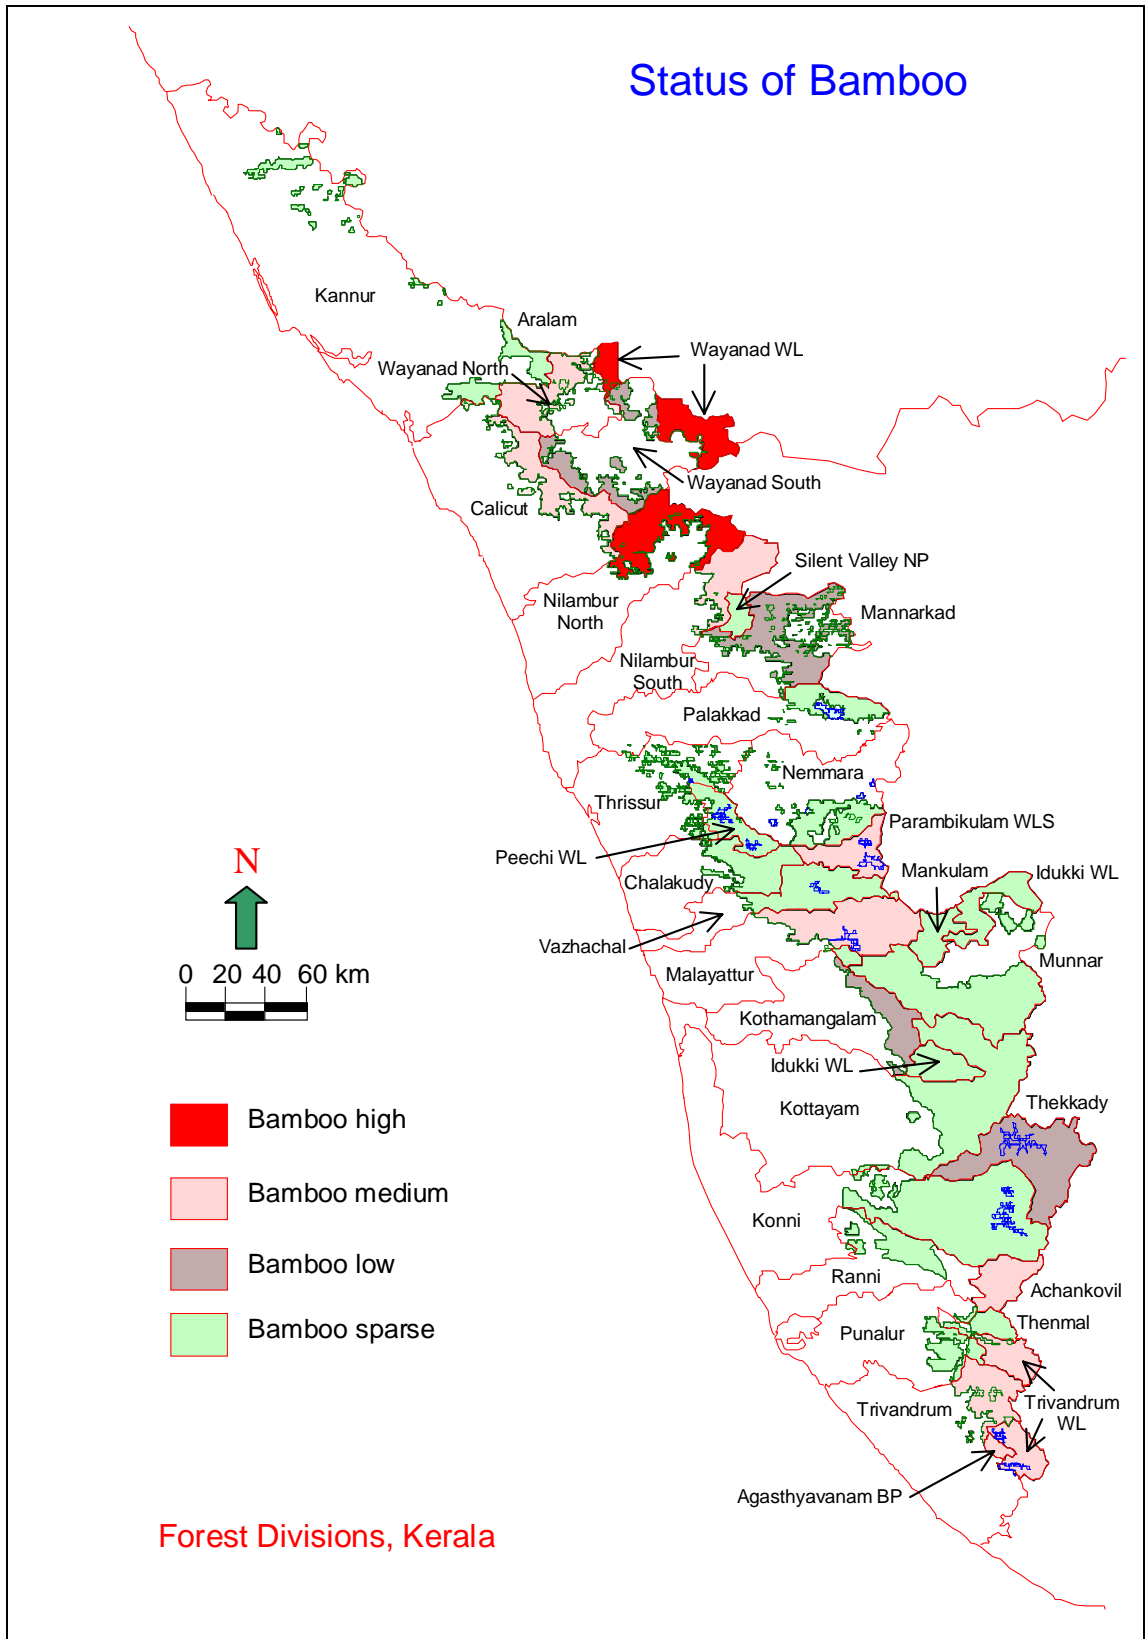 Status of Bamboo
Kannur
Aralam
Wayanad WL
Wayanad North
Wayanad South
Calicut
Silent Valley NP
Nilambur
North
Mannarkad
Nilambur
South
Palakkad
Nemmara
Thrissur
Parambikulam WLS
Peechi WL
Chalakudy
Mankulam
Idukki WL
Vazhachal
Munnar
Malayattur
N
0 20 40 60 km
Kothamangalam
Idukki WL
Kottayam
Thekkady
Bamboo high
Bamboo medium
Konni
Bamboo low
Ranni
Achankovil
Bamboo sparse
Thenmal
Punalur
Trivandrum
Trivandrum
WL
Agasthyavanam BP
Forest Divisions, Kerala